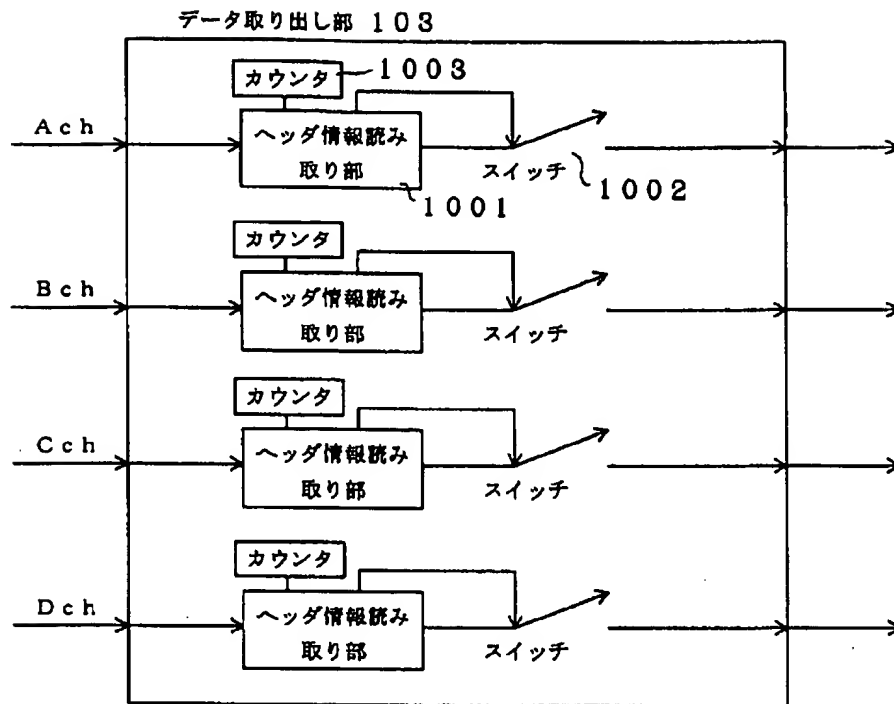 データ取り出し部 103
カウンタ 1003
Ach
ヘッダ情報読み
取り部
スイッチ
1001
1002
カウンタ
Bch
ヘッダ情報読み
取り部
スイッチ
カウンタ
Cch
ヘッダ情報読み
取り部
スイッチ
カウンタ
Dch
ヘッダ情報読み
取り部
スイッチ